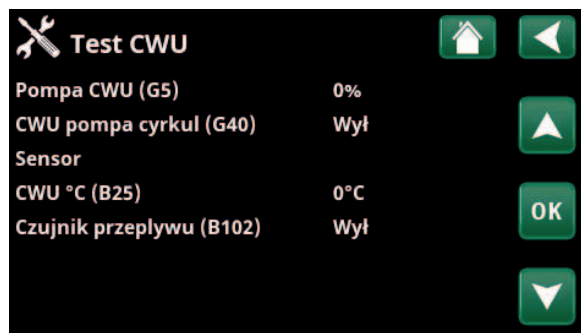 Test CWU
Pompa CWU (G5) 0%
CWU pompa cyrkul (G40) Wył
Sensor
CWU °C (B25) 0°C
Czujnik przeplywu (B102) Wył
OK